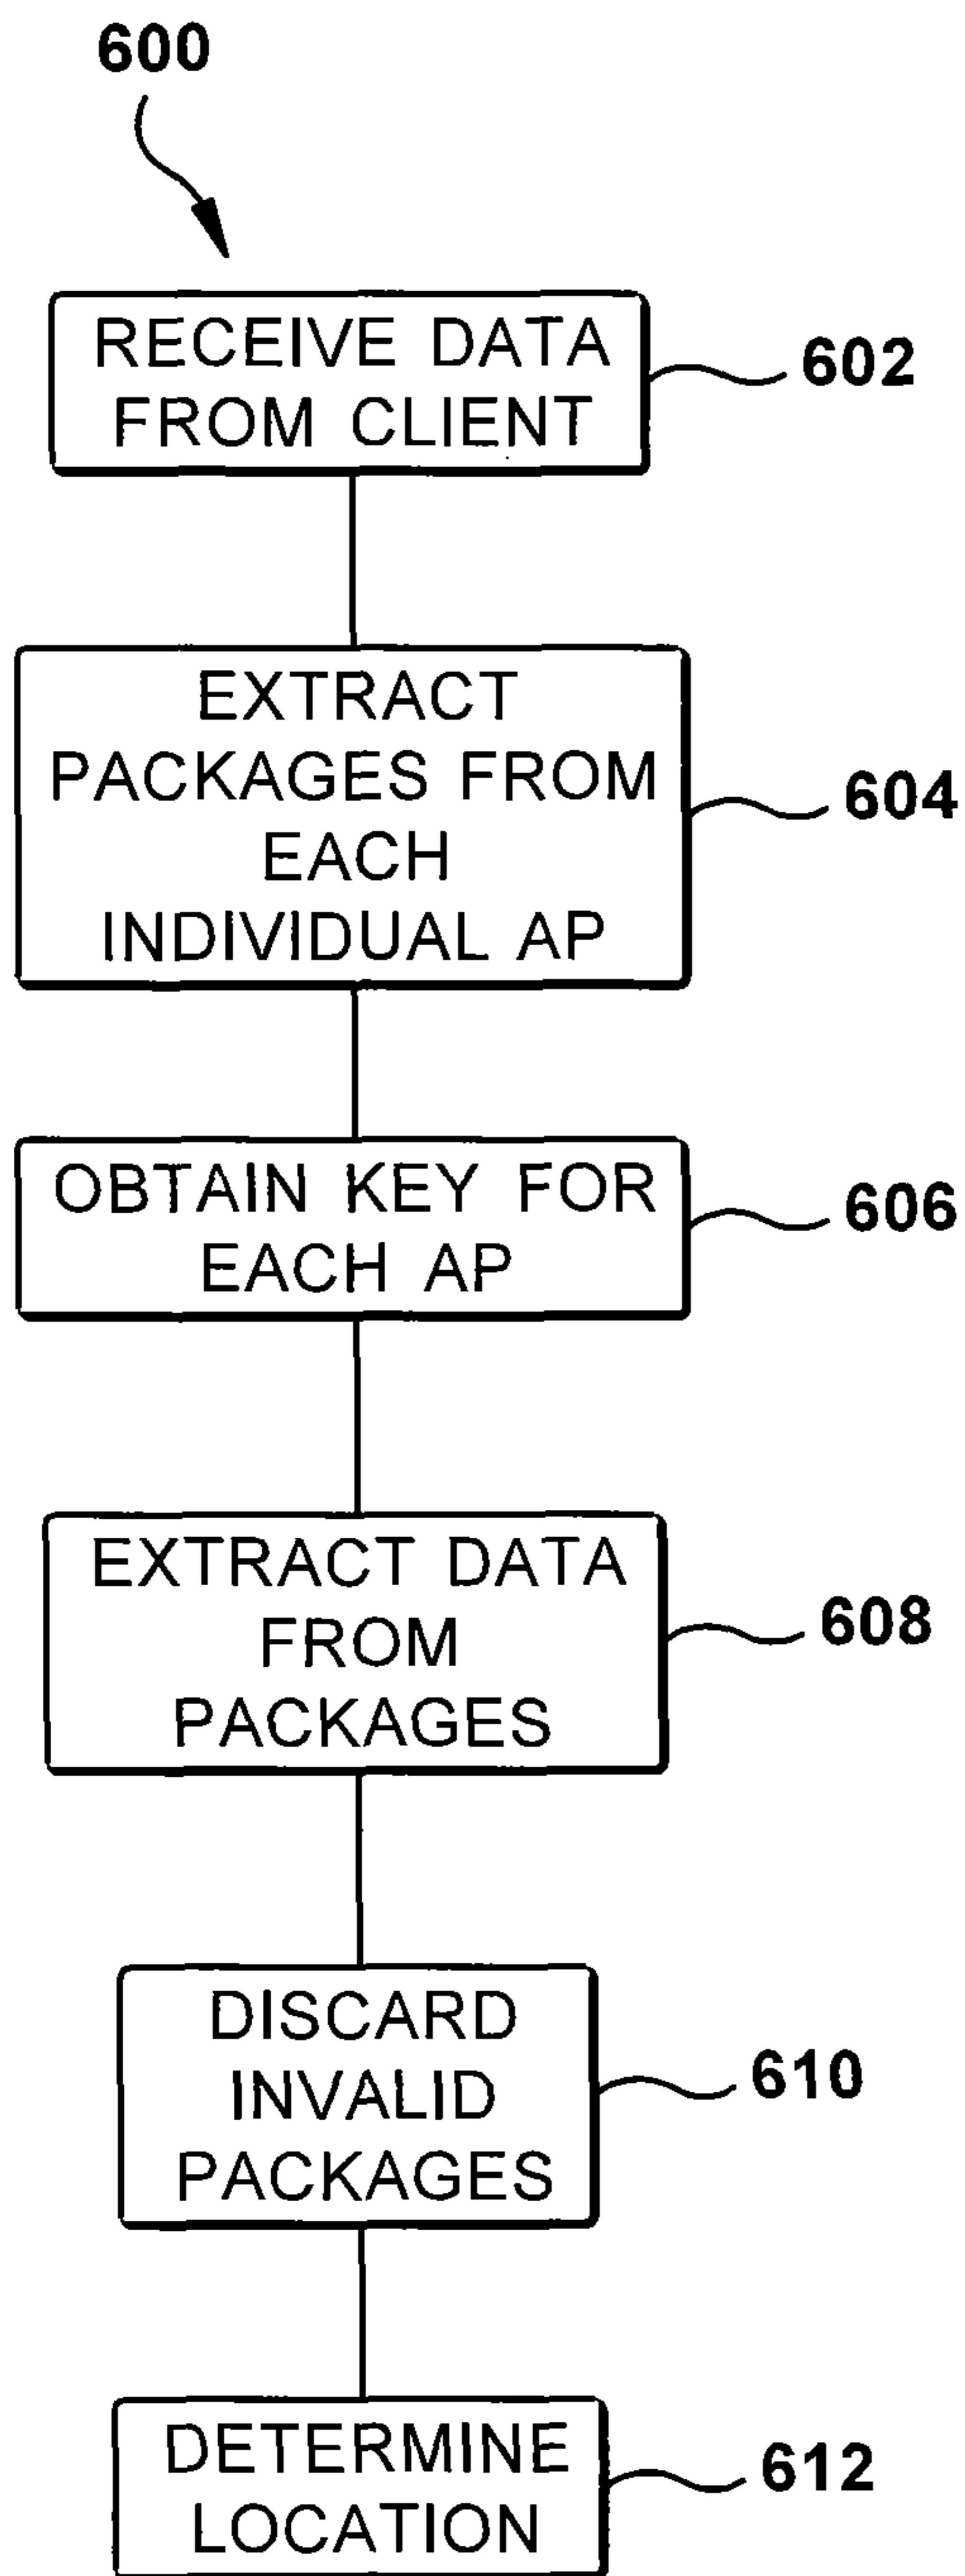 600
RECEIVE DATA
FROM CLIENT
602
EXTRACT
PACKAGES FROM
EACH
INDIVIDUAL AP
604
OBTAIN KEY FOR
EACH AP
606
EXTRACT DATA
FROM
PACKAGES
608
DISCARD
INVALID
PACKAGES
610
DETERMINE
LOCATION
612